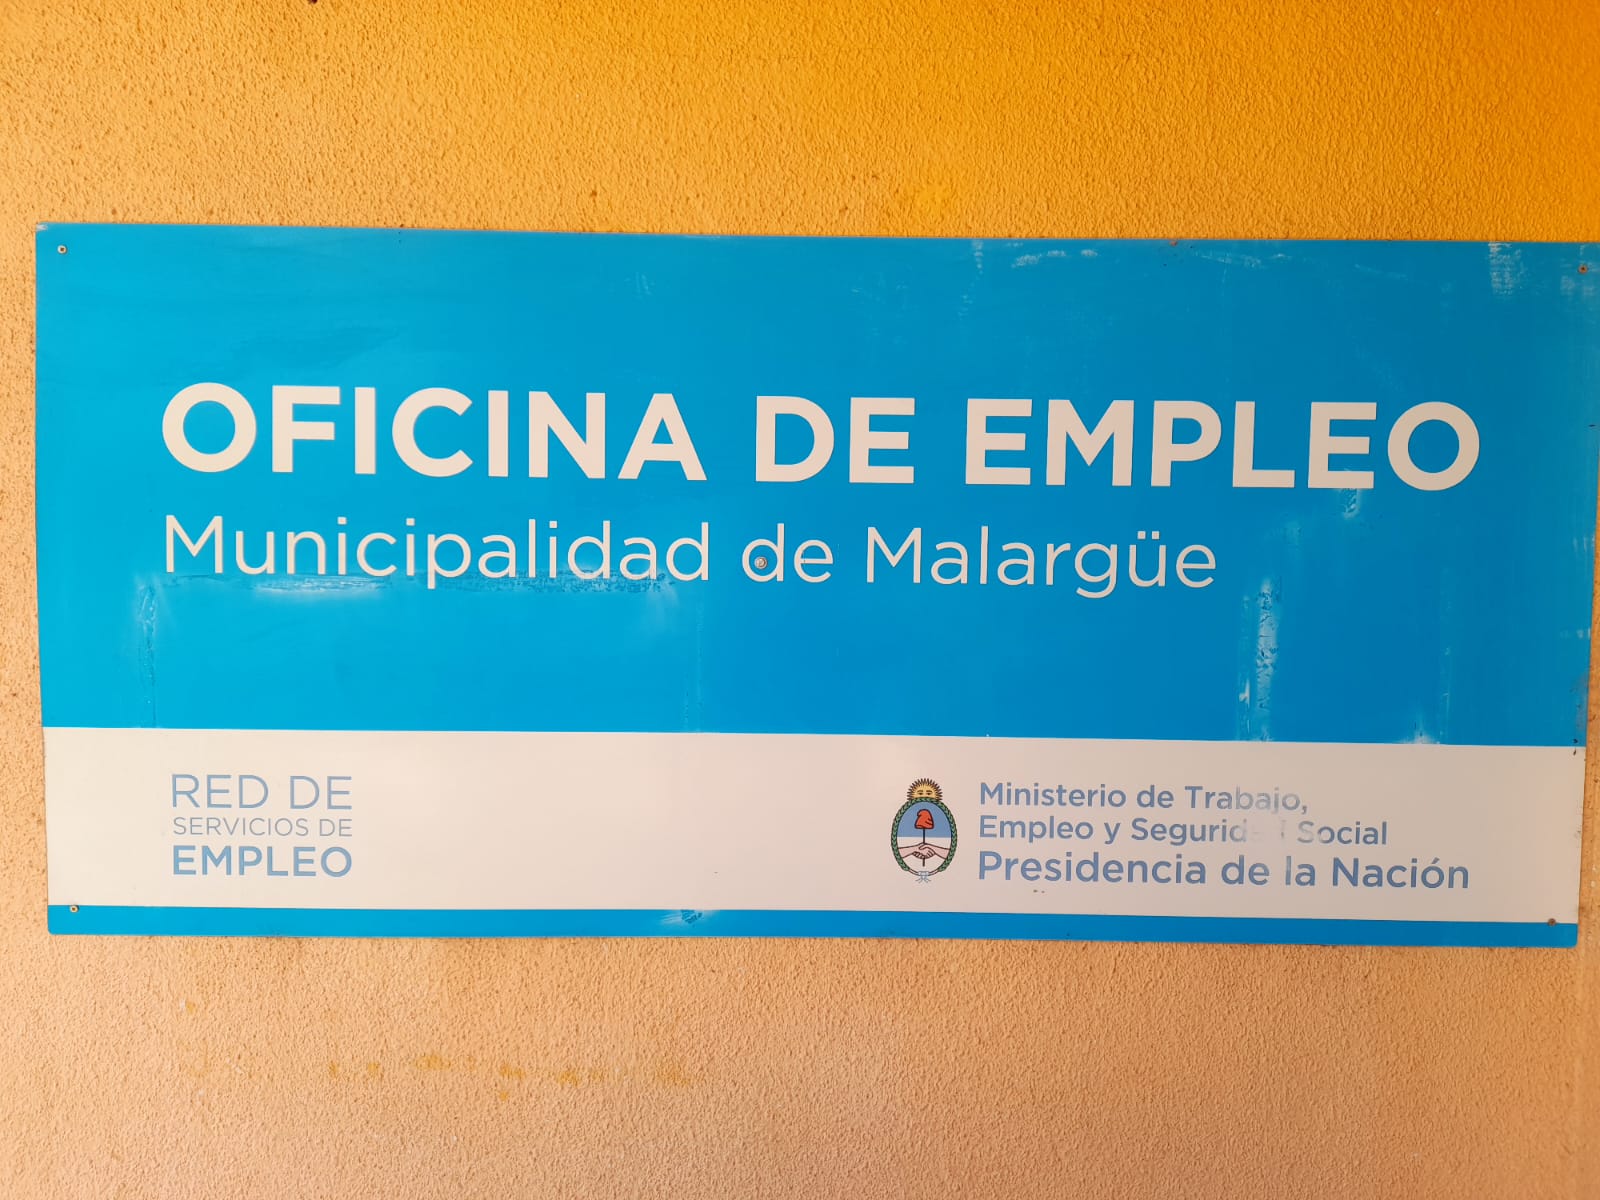 OFICINA DE EMPLEO
Municipalidad de Malargüe
RED DE
SERVICIOS DE
EMPLEO
Ministerio de Trabajo,
Empleo y Seguridad Social
Presidencia de la Nación